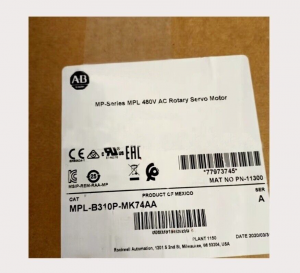 AB
MP-Series MPL 480V AC Rotary Servo Motor
*77973745*
MAT NO PN-11300
CAT
PRODUCT OF MEXICO
SER
MPL-B310P-MK74AA
A
PLANT 1150
Rockwell Automation, 1201 S 2nd St, Milwaukee, WI 53204, USA
DATE